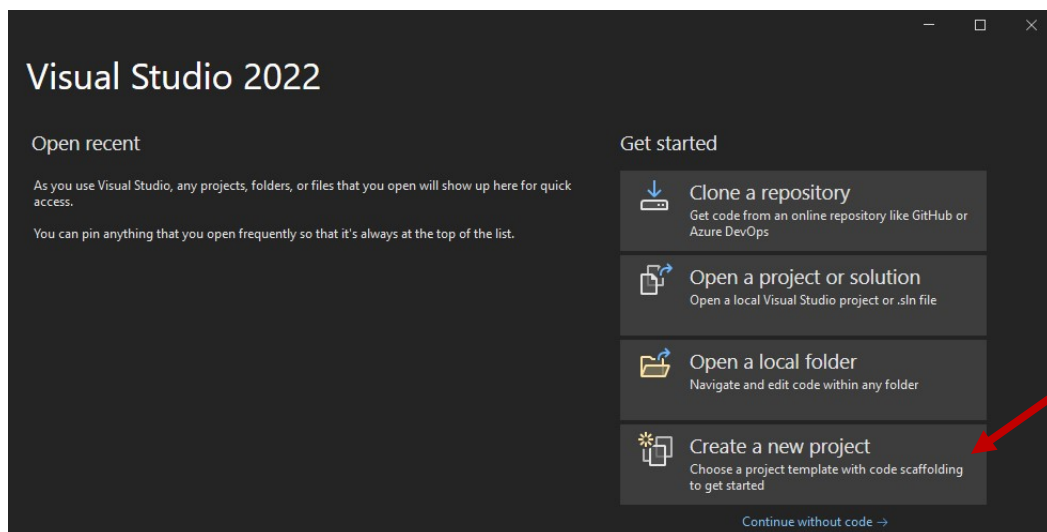 Visual Studio 2022
Open recent
As you use Visual Studio, any projects, folders, or files that you open will show up here for quick
access.
You can pin anything that you open frequently so that it's always at the top of the list.
Get started
Clone a repository
Get code from an online repository like GitHub or
Azure DevOps
Open a project or solution
Open a local Visual Studio project or .sln file
Open a local folder
Navigate and edit code within any folder
Create a new project
Choose a project template with code scaffolding
to get started
Continue without code →